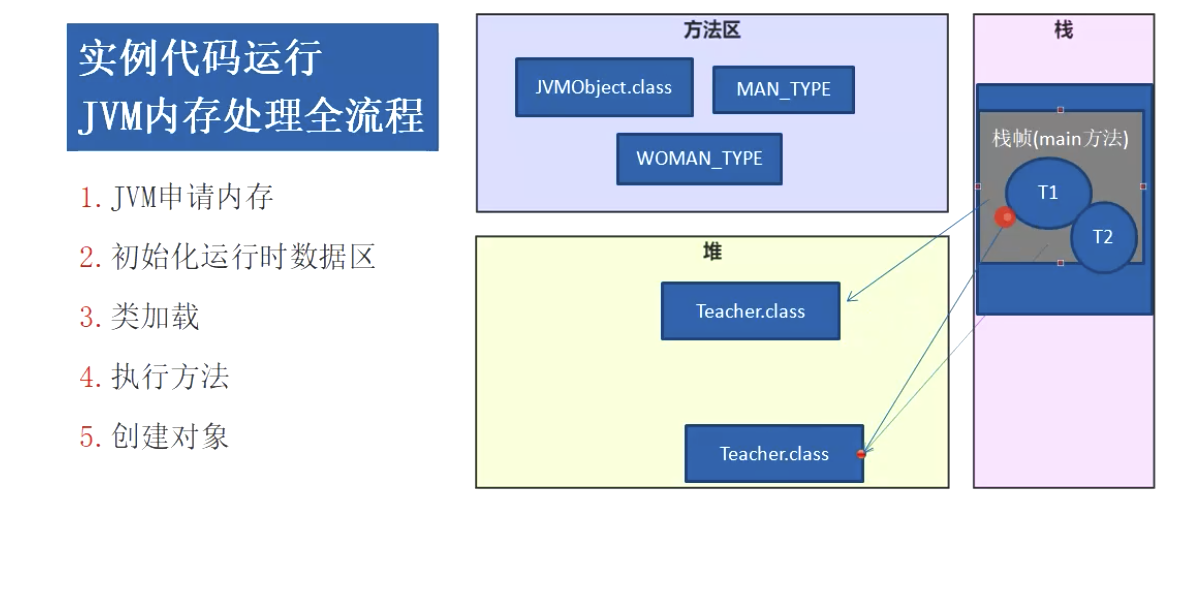 实例代码运行
JVM内存处理全流程
1. JVM申请内存
2. 初始化运行时数据区
3. 类加载
4. 执行方法
5. 创建对象
方法区
JVMObject.class
MAN_TYPE
WOMAN_TYPE
堆
Teacher.class
Teacher.class
栈
栈帧(main方法)
T1
T2